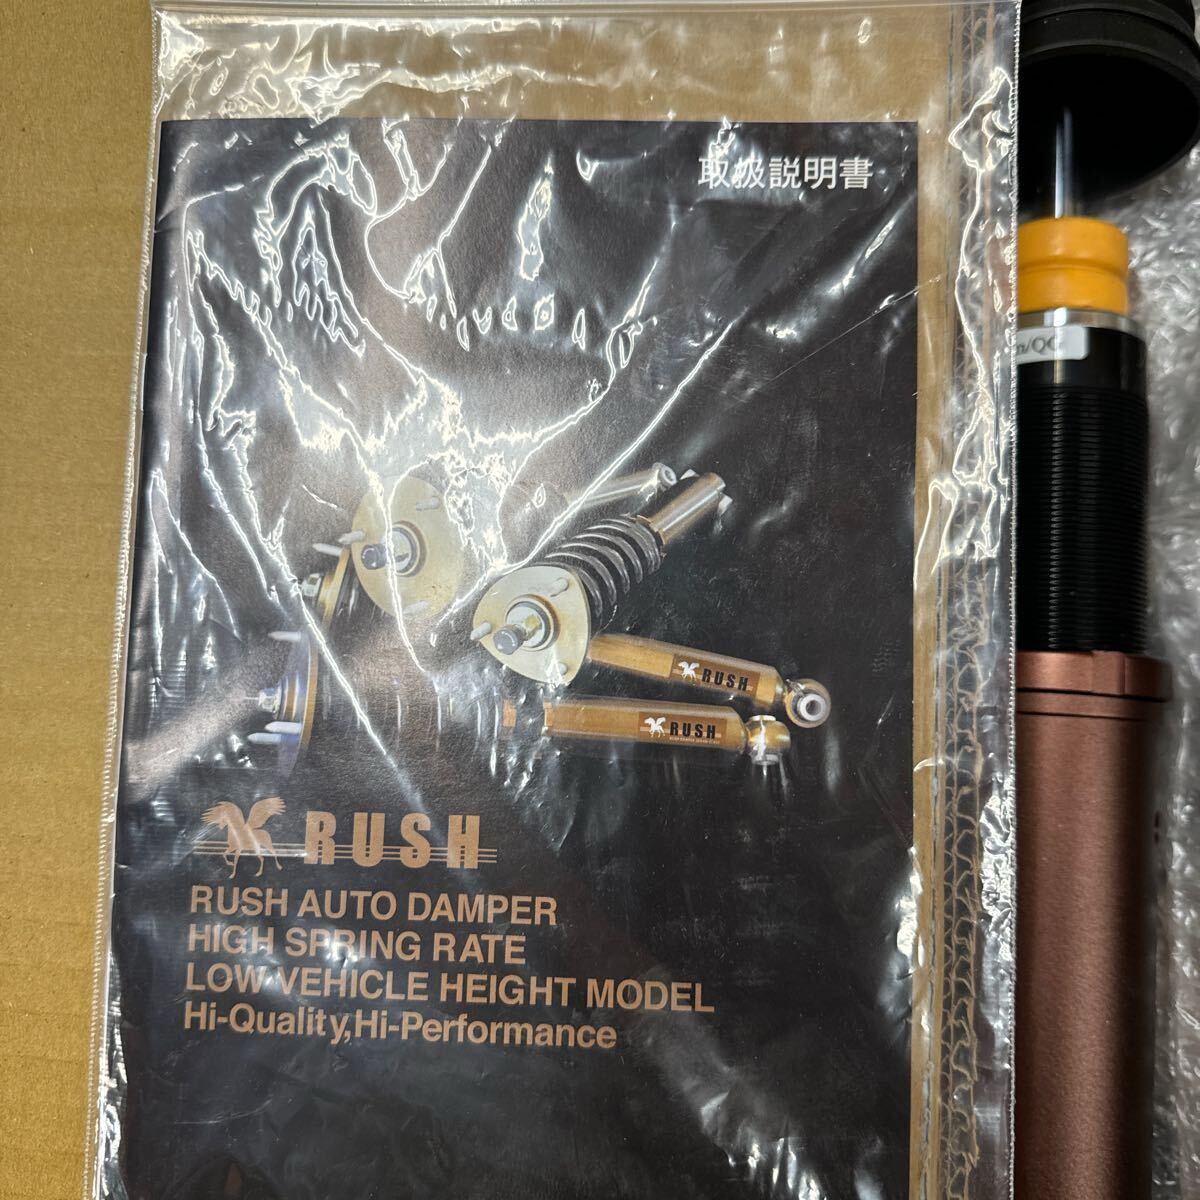 取扱説明書
n/QC
RUSH
RUSH
RUSH
RUSH AUTO DAMPER
HIGH SPRING RATE
LOW VEHICLE HEIGHT MODEL
Hi-Quality,Hi-Performance